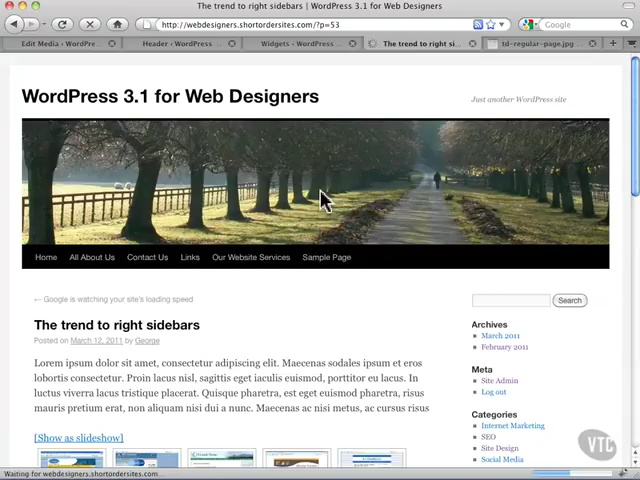 The trend to right sidebars | WordPress 3.1 for Web Designers
http://webdesigners.shortordersites.com/?p=53
Google
Edit Media ‹ WordPre...
Header ‹ WordPress ...
Widgets ‹ WordPress ...
The trend to right si...
td-regular-page.jpg ...
WordPress 3.1 for Web Designers
Just another WordPress site
Home All About Us Contact Us Links Our Website Services Sample Page
← Google is watching your site's loading speed
Search
The trend to right sidebars
Posted on March 12, 2011 by George
Lorem ipsum dolor sit amet, consectetur adipiscing elit. Maecenas sodales ipsum et eros
lobortis consectetur. Proin lacus nisl, sagittis eget iaculis euismod, porttitor eu lacus. In
luctus viverra lacus tristique placerat. Quisque pharetra, est eget euismod pharetra, ipsum
mauris pretium erat, non aliquam nisi dui a nunc. Maecenas ac nisi metus, ac cursus risus
[Show as slideshow]
Archives
March 2011
February 2011
Meta
Site Admin
Log out
Categories
Internet Marketing
SEO
Site Design
Social Media
VTC
Waiting for webdesigners.shortordersites.com...